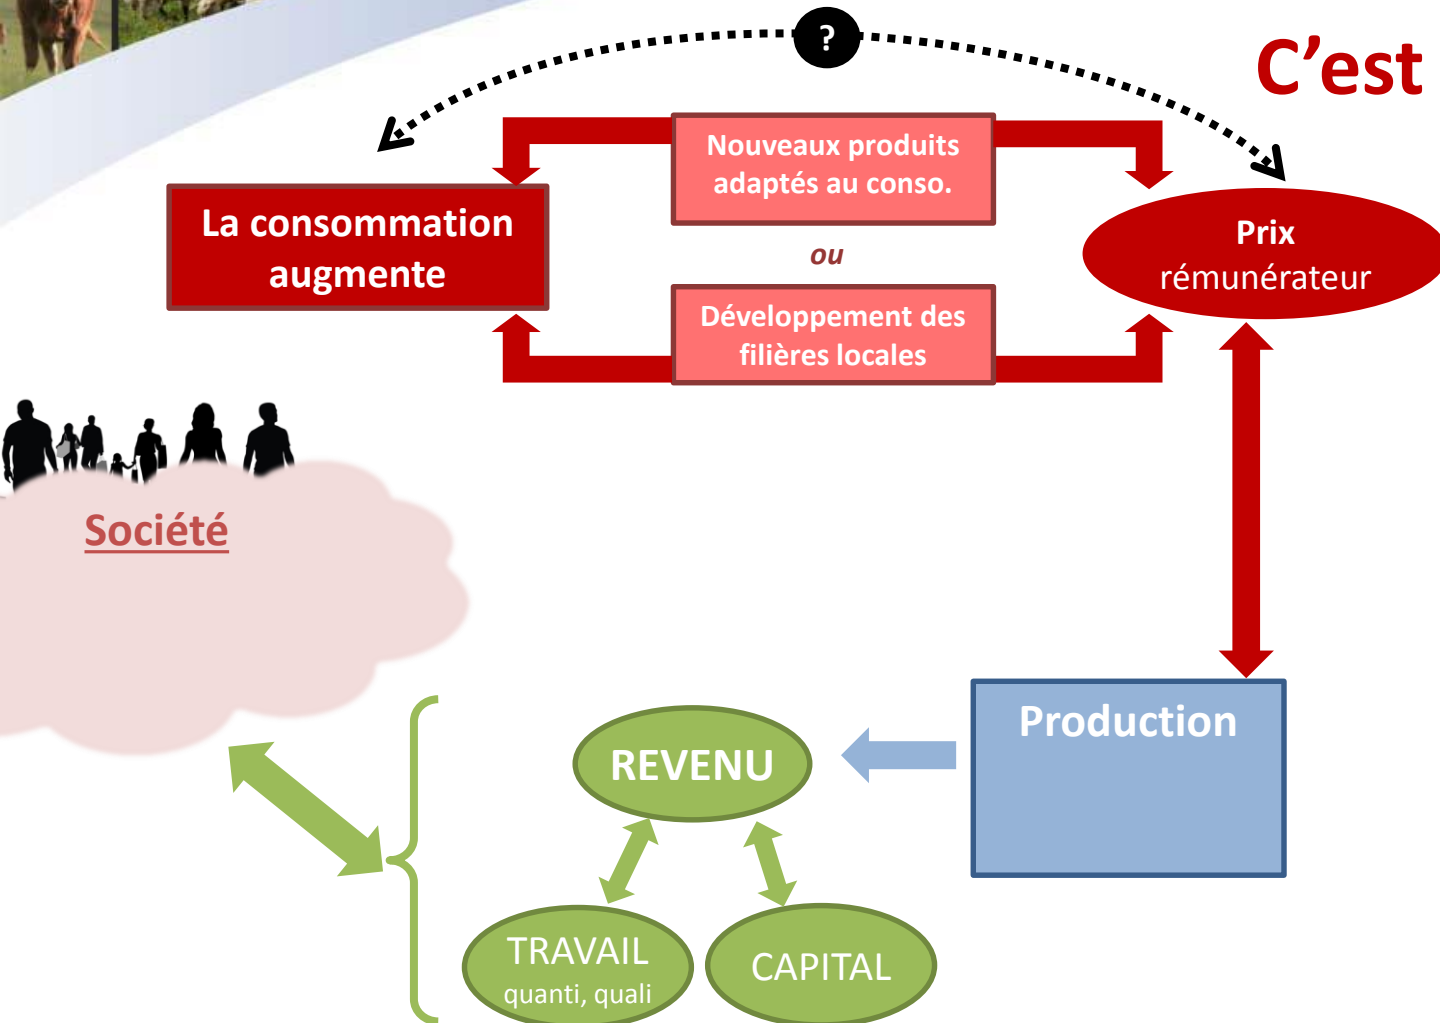 ?
C'est
Nouveaux produits
adaptés au conso.
La consommation
augmente
ou
Prix
rémunérateur
Développement des
filières locales
Société
Production
REVENU
TRAVAIL
quanti, quali
CAPITAL